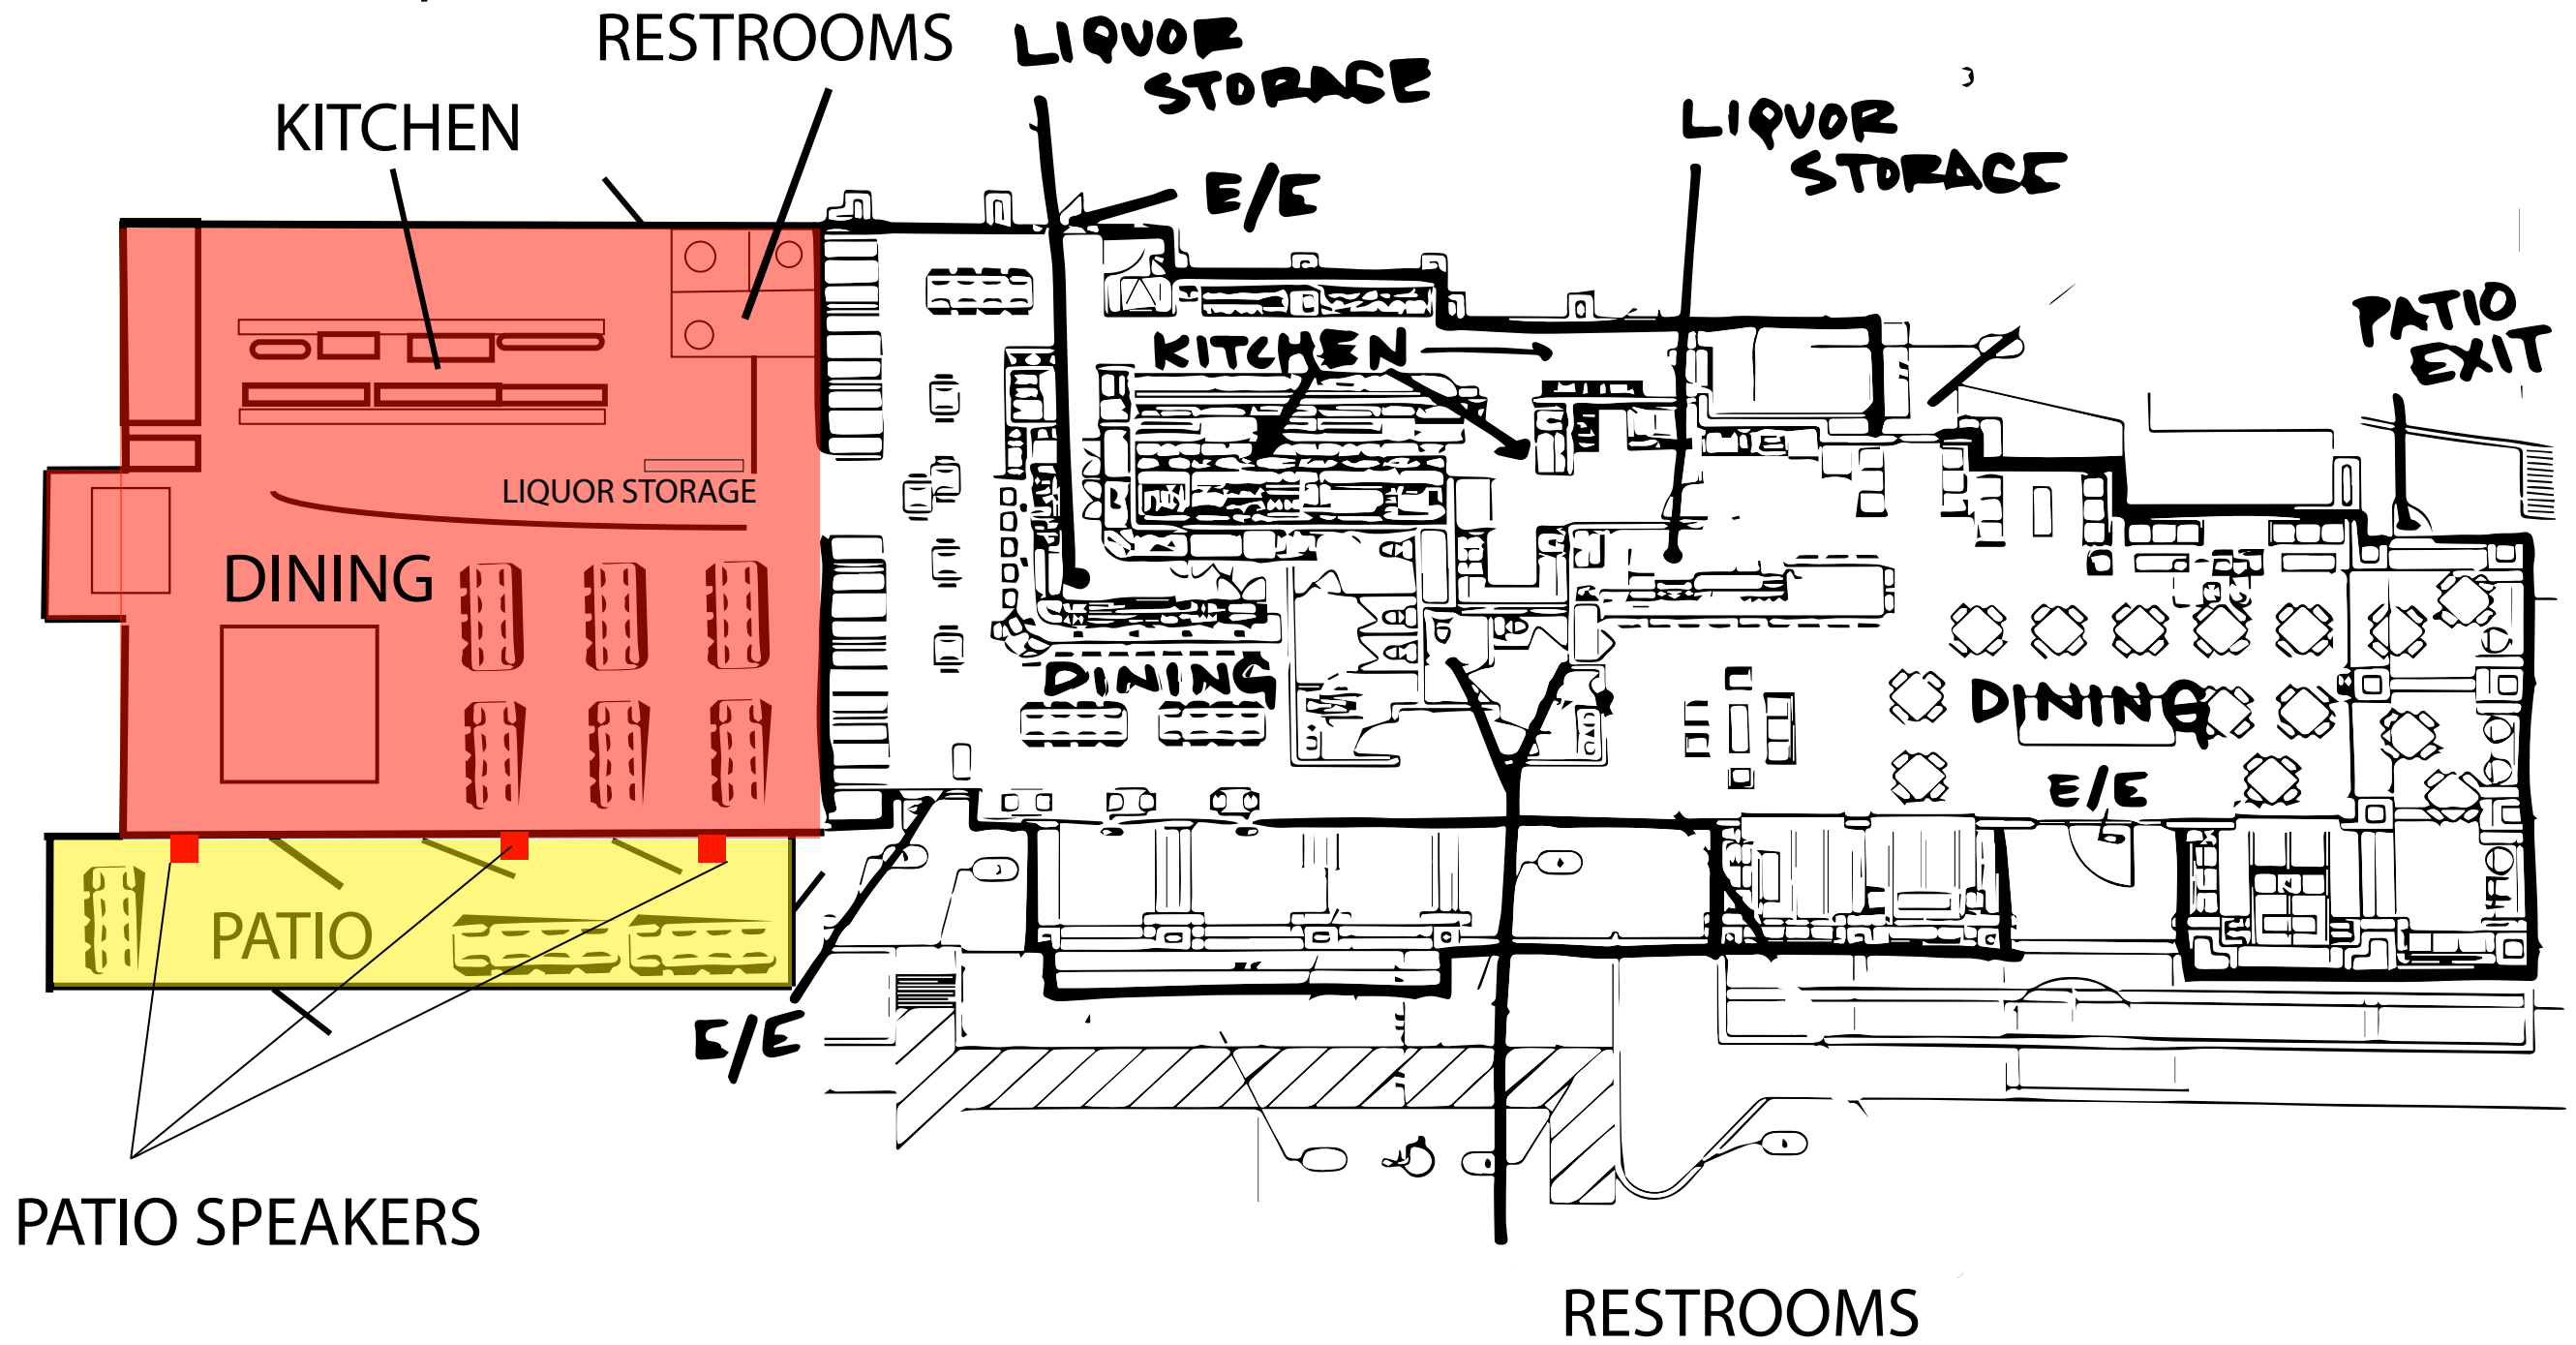 RESTROOMS
LIQUOR
STORAGE
KITCHEN
LIQUOR
STORAGE
E/E
PATIO
EXIT
KITCHEN
LIQUOR STORAGE
DINING
DINING
DINING
E/E
PATIO
E/E
PATIO SPEAKERS
RESTROOMS